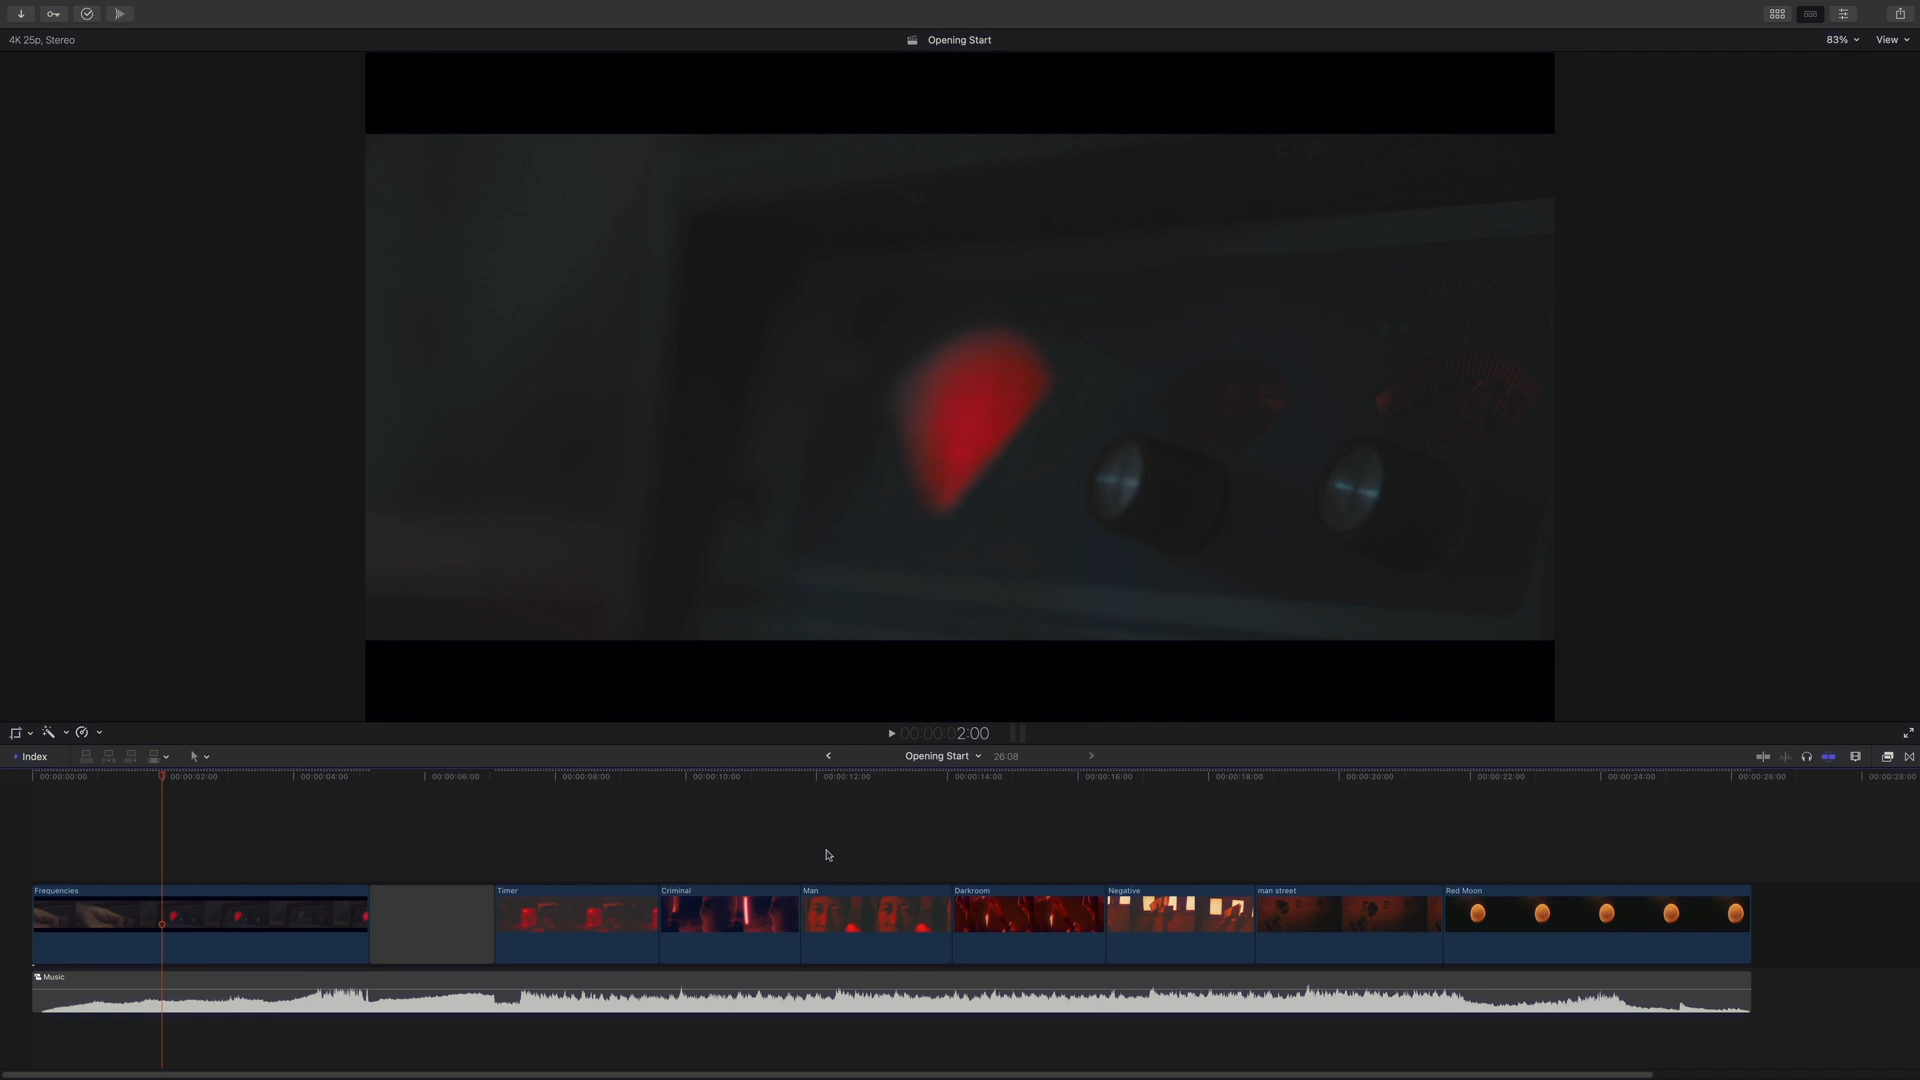 4K 25p, Stereo
Opening Start
83%
View
00:00:02:00
Index
Opening Start
26:08
00:00:00:00
00:00:02:00
00:00:04:00
00:00:06:00
00:00:08:00
00:00:10:00
00:00:12:00
00:00:14:00
00:00:16:00
00:00:18:00
00:00:20:00
00:00:22:00
00:00:24:00
00:00:26:00
00:00:28:00
Frequencies
Timer
Criminal
Man
Darkroom
Negative
man street
Red Moon
Music